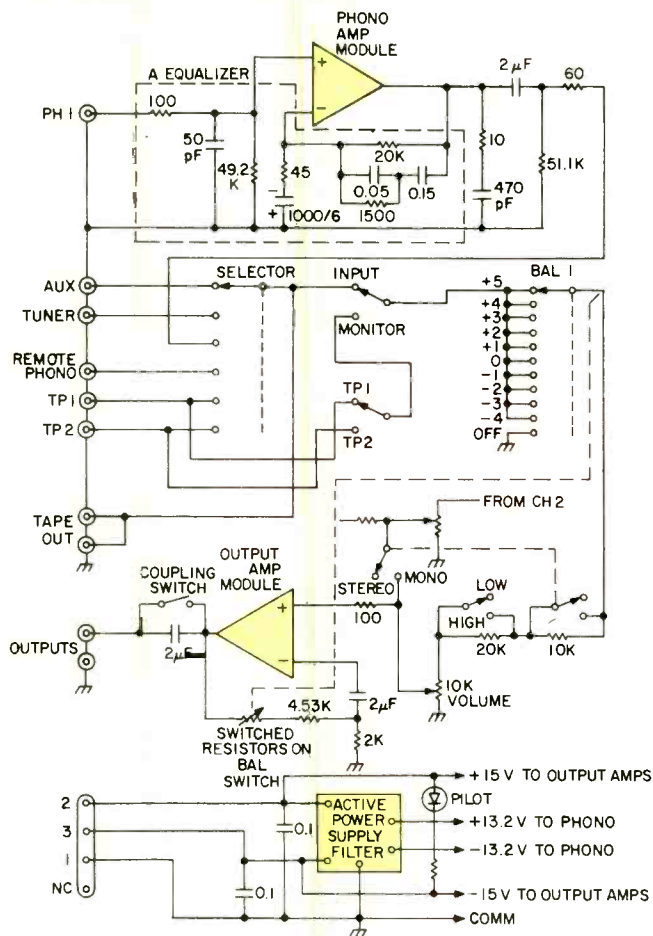 PHONO
AMP
MODULE
A EQUALIZER
2µF
60
PH 1
100
50
pF
49.2
K
45
20K
10
51.1K
0.05
0.15
470
pF
1000/6
1500
+
−
−
+
AUX
SELECTOR
INPUT
+5
BAL 1
TUNER
+4
+3
MONITOR
+2
+1
REMOTE
PHONO
0
−1
TP 1
TP1
−2
−3
TP 2
TP2
−4
OFF
TAPE
OUT
FROM CH 2
OUTPUT
AMP
MODULE
COUPLING
SWITCH
STEREO
MONO
LOW
+
100
HIGH
OUTPUTS
2µF
−
20K
10K
10K
VOLUME
4.53K
2µF
SWITCHED
RESISTORS ON
BAL
SWITCH
2K
+15 V TO OUTPUT AMPS
2
ACTIVE
POWER
SUPPLY
FILTER
PILOT
3
0.1
+13.2 V TO PHONO
1
−13.2 V TO PHONO
NC
0.1
−15 V TO OUTPUT AMPS
COMM